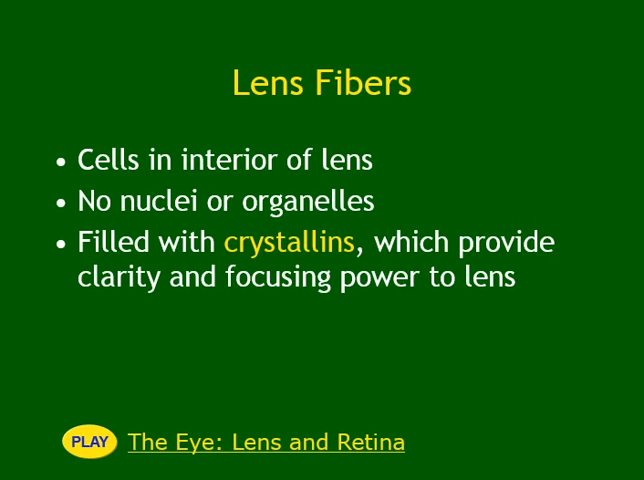 Lens Fibers
• Cells in interior of lens
• No nuclei or organelles
• Filled with crystallins, which provide
clarity and focusing power to lens
PLAY The Eye: Lens and Retina